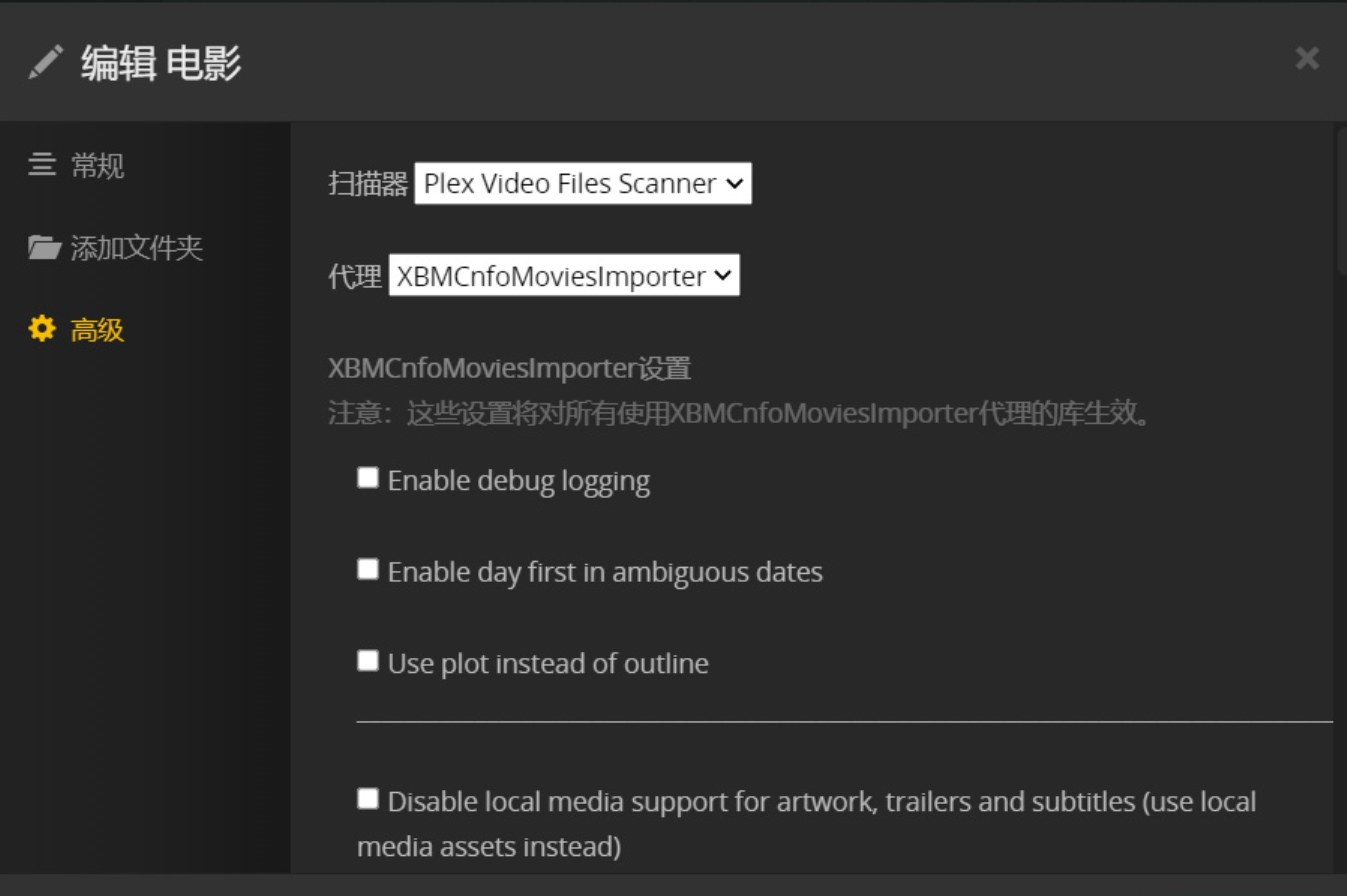 编辑 电影
常规
添加文件夹
高级
扫描器 Plex Video Files Scanner
代理 XBMCnfoMoviesImporter
XBMCnfoMoviesImporter设置
注意：这些设置将对所有使用XBMCnfoMoviesImporter代理的库生效。
Enable debug logging
Enable day first in ambiguous dates
Use plot instead of outline
Disable local media support for artwork, trailers and subtitles (use local
media assets instead)